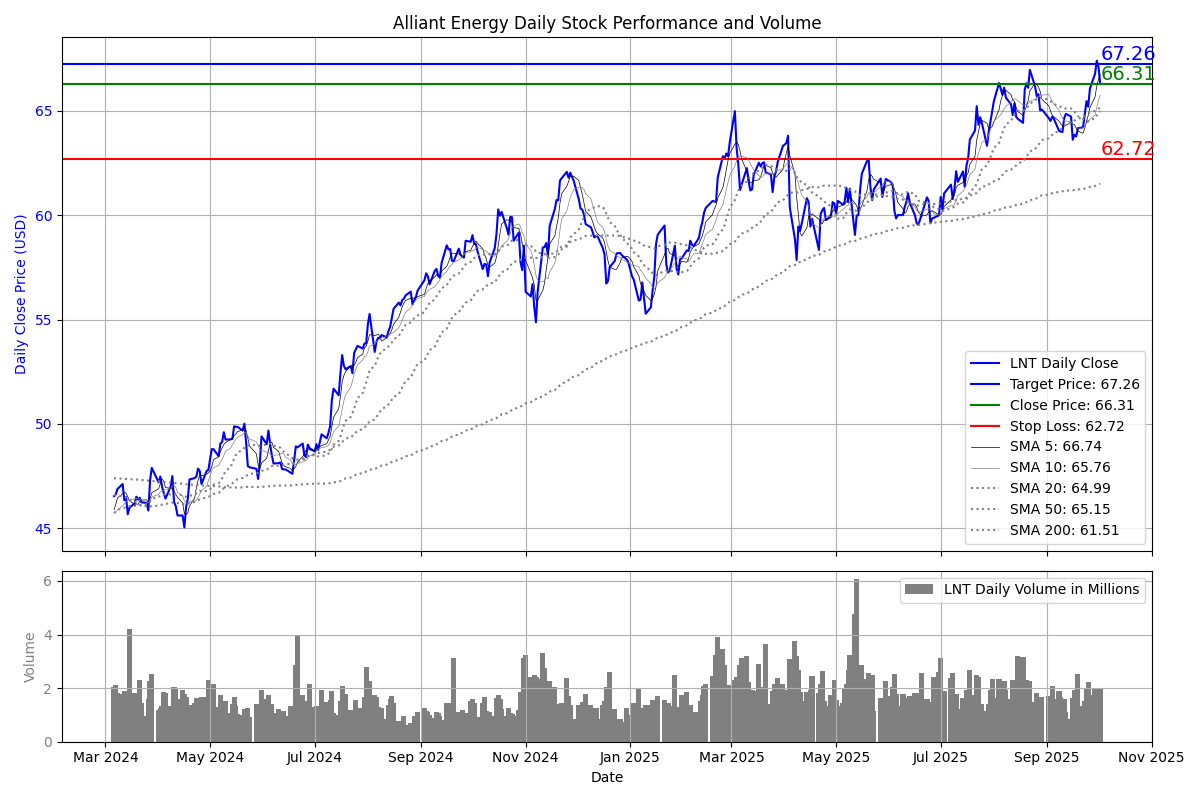 Alliant Energy Daily Stock Performance and Volume
67.26
66.31
62.72
65
60
55
50
45
Daily Close Price (USD)
LNT Daily Close
Target Price: 67.26
Close Price: 66.31
Stop Loss: 62.72
SMA 5: 66.74
SMA 10: 65.76
SMA 20: 64.99
SMA 50: 65.15
SMA 200: 61.51
6
4
2
0
Volume
LNT Daily Volume in Millions
Mar 2024 May 2024 Jul 2024 Sep 2024 Nov 2024 Jan 2025 Mar 2025 May 2025 Jul 2025 Sep 2025 Nov 2025
Date